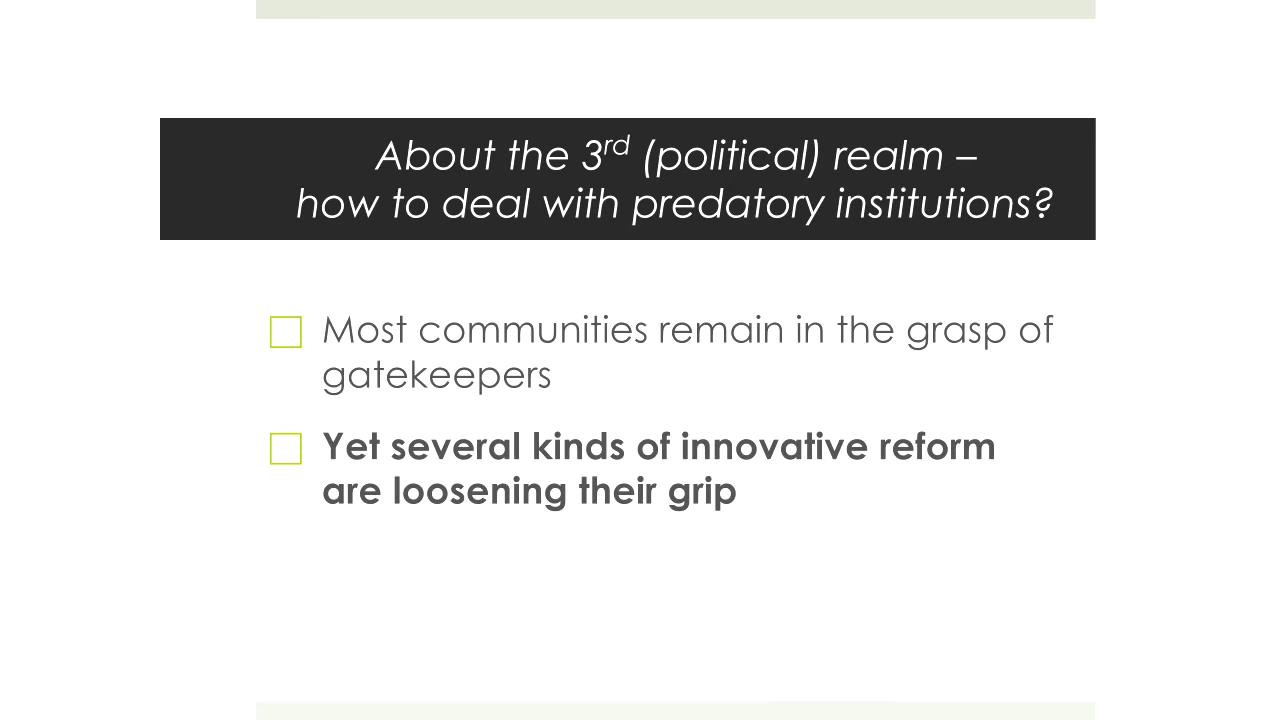 About the 3rd (political) realm –
how to deal with predatory institutions?
Most communities remain in the grasp of
gatekeepers
Yet several kinds of innovative reform
are loosening their grip